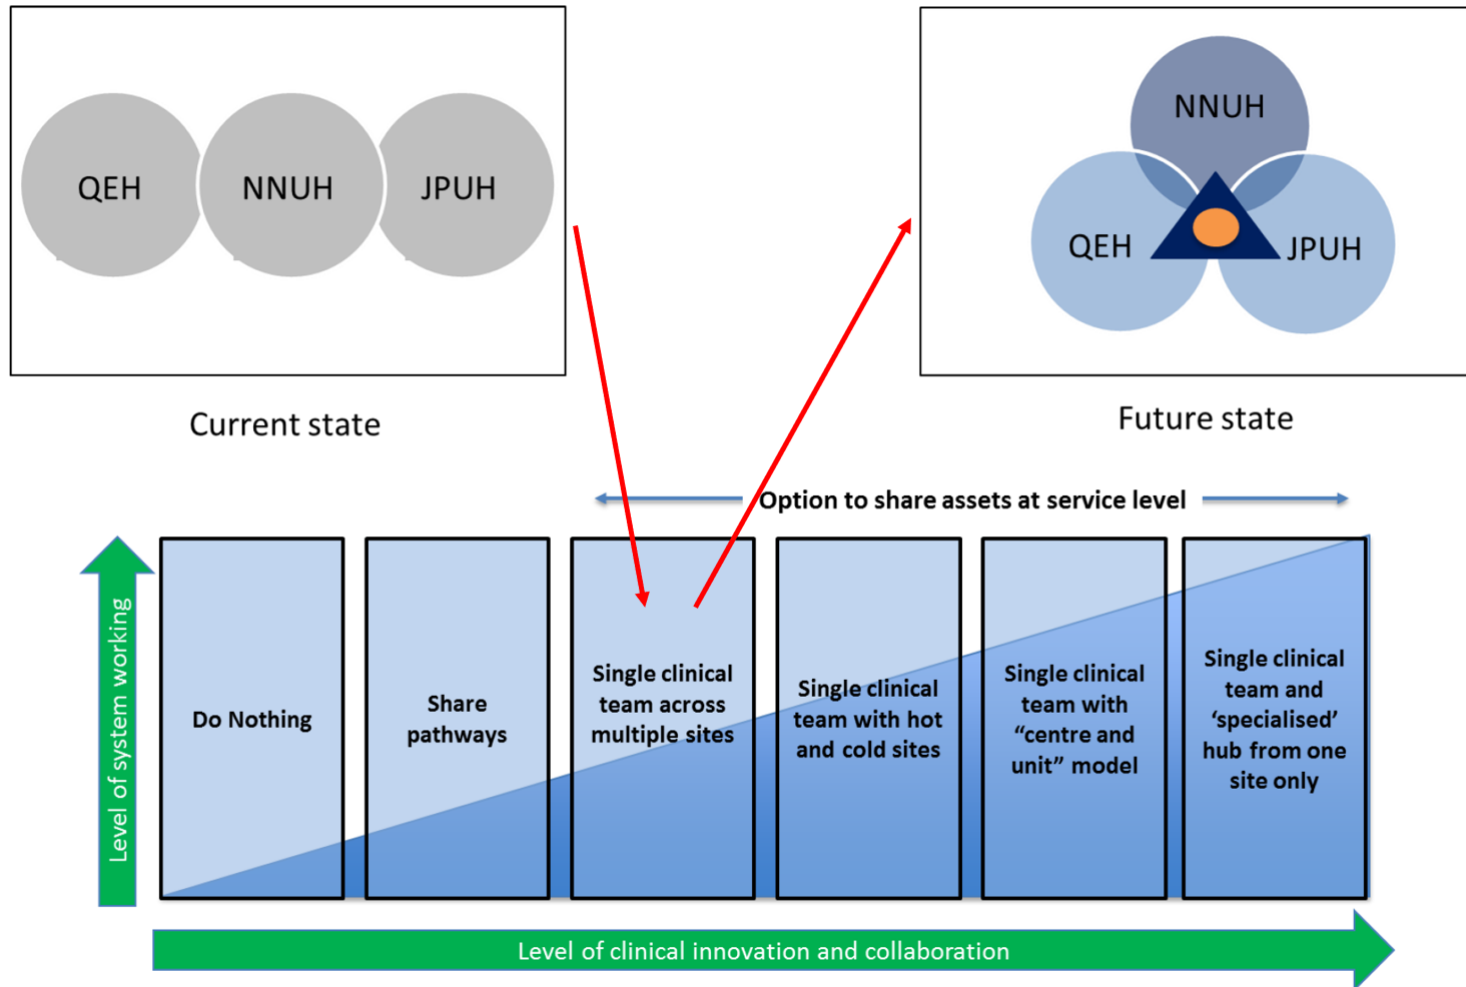 QEH
NNUH
JPUH
Current state
NNUH
QEH
JPUH
Future state
Option to share assets at service level
Level of system working
Do Nothing
Share
pathways
Single clinical
team across
multiple sites
Single clinical
team with hot
and cold sites
Single clinical
team with
“centre and
unit” model
Single clinical
team and
‘specialised’
hub from one
site only
Level of clinical innovation and collaboration